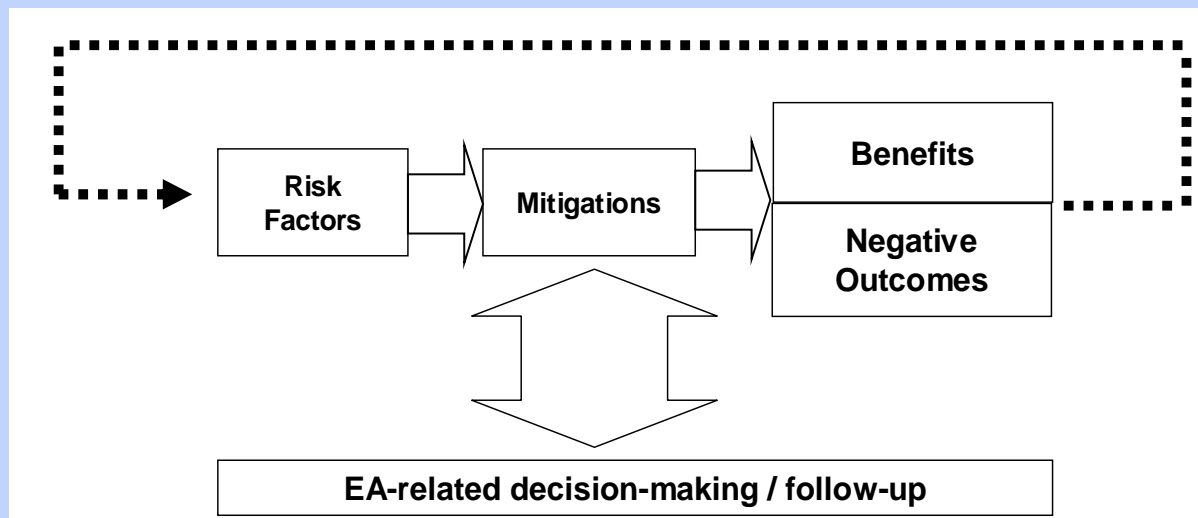 Risk
Factors
Mitigations
Benefits
Negative
Outcomes
EA-related decision-making / follow-up